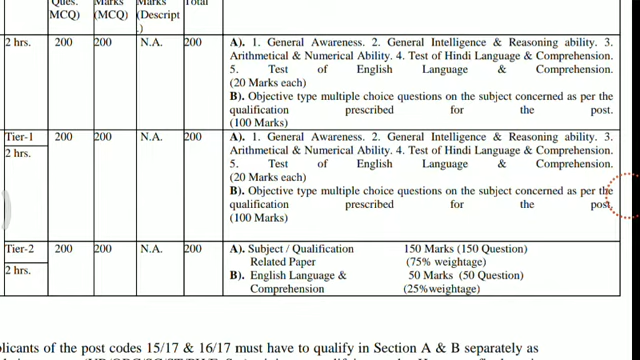 Ques. Marks Marks Total
MCQ) (MCQ) (Descript
.)
2 hrs. 200 200 N.A. 200 A). 1. General Awareness. 2. General Intelligence & Reasoning ability. 3.
Arithmetical & Numerical Ability. 4. Test of Hindi Language & Comprehension.
5. Test of English Language & Comprehension.
(20 Marks each)
B). Objective type multiple choice questions on the subject concerned as per the
qualification prescribed for the post.
(100 Marks)
Tier-1 200 200 N.A. 200 A). 1. General Awareness. 2. General Intelligence & Reasoning ability. 3.
2 hrs. Arithmetical & Numerical Ability. 4. Test of Hindi Language & Comprehension.
5. Test of English Language & Comprehension.
(20 Marks each)
B). Objective type multiple choice questions on the subject concerned as per the
qualification prescribed for the post.
(100 Marks)
Tier-2 200 200 N.A. 200 A). Subject / Qualification 150 Marks (150 Question)
2 hrs. Related Paper (75% weightage)
B). English Language & 50 Marks (50 Question)
Comprehension (25%weightage)
plicants of the post codes 15/17 & 16/17 must have to qualify in Section A & B separately as